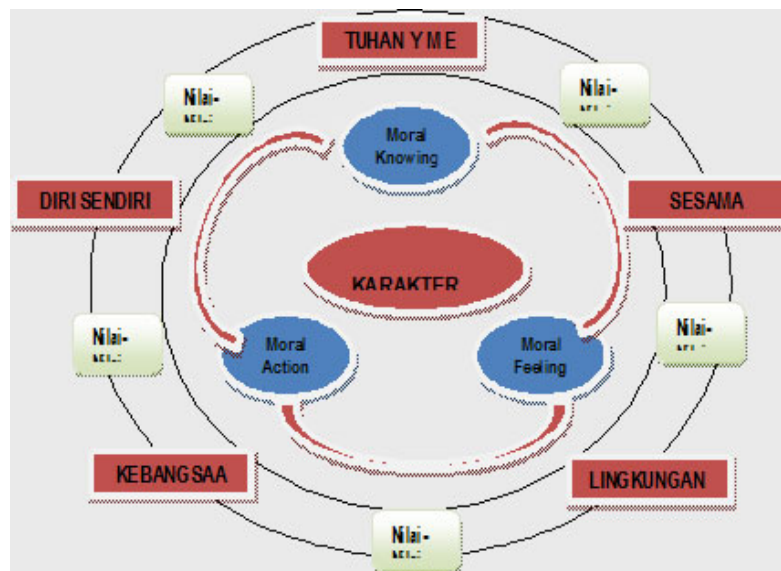 TUHAN Y M E
Nilai-
Nilai-
Moral
Knowing
DIRI SENDIRI
SESAMA
KARAKTER
Nilai-
Moral
Action
Moral
Feeling
Nilai-
KEBANGSAA
LINGKUNGAN
Nilai-